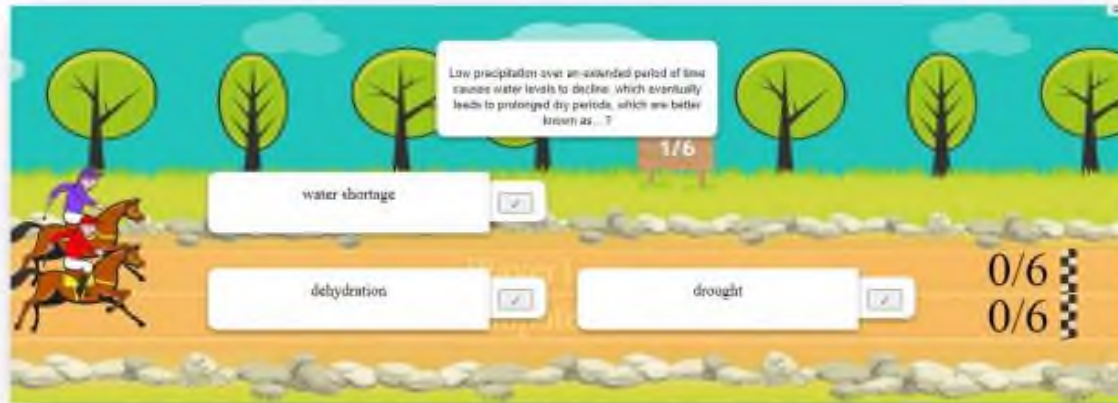 Low precipitation over an extended period of time
causes water levels to decline, which eventually
leads to prolonged dry periods, which are better
known as... ?
1/6
water shortage
dehydration
drought
0/6
0/6